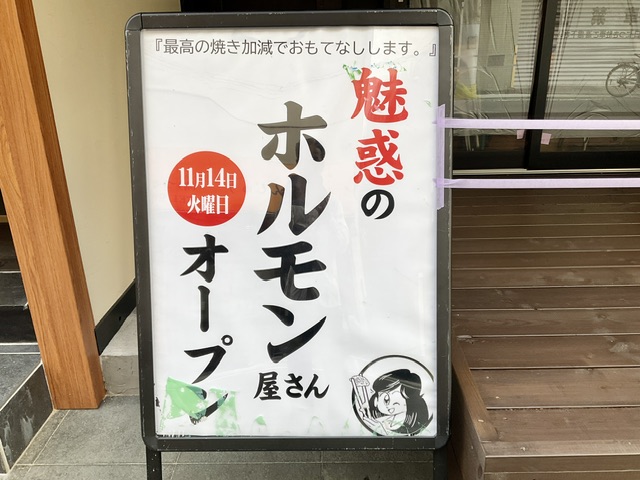 『最高の焼き加減でおもてなしします。』
魅惑の
ホルモン
屋さん
11月14日
火曜日
オープン